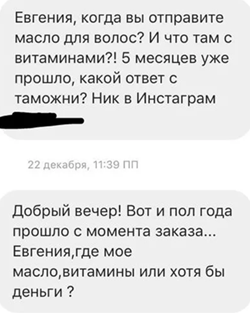 Евгения, когда вы отправите
масло для волос? И что там с
витаминами?! 5 месяцев уже
прошло, какой ответ с
таможни? Ник в Инстаграм
22 декабря, 11:39 ПП
Добрый вечер! Вот и пол года
прошло с момента заказа...
Евгения,где мое
масло,витамины или хотя бы
деньги ?